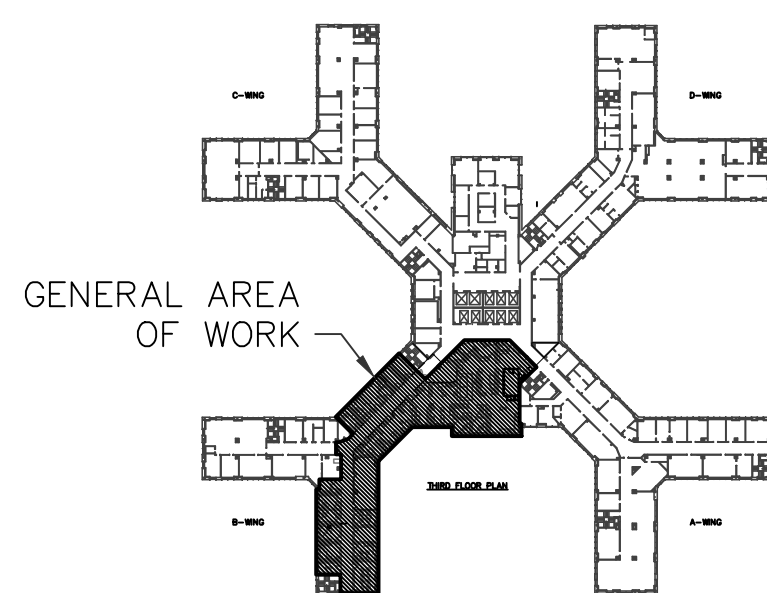 C-WING
D-WING
GENERAL AREA
OF WORK
THIRD FLOOR PLAN
B-WING
A-WING